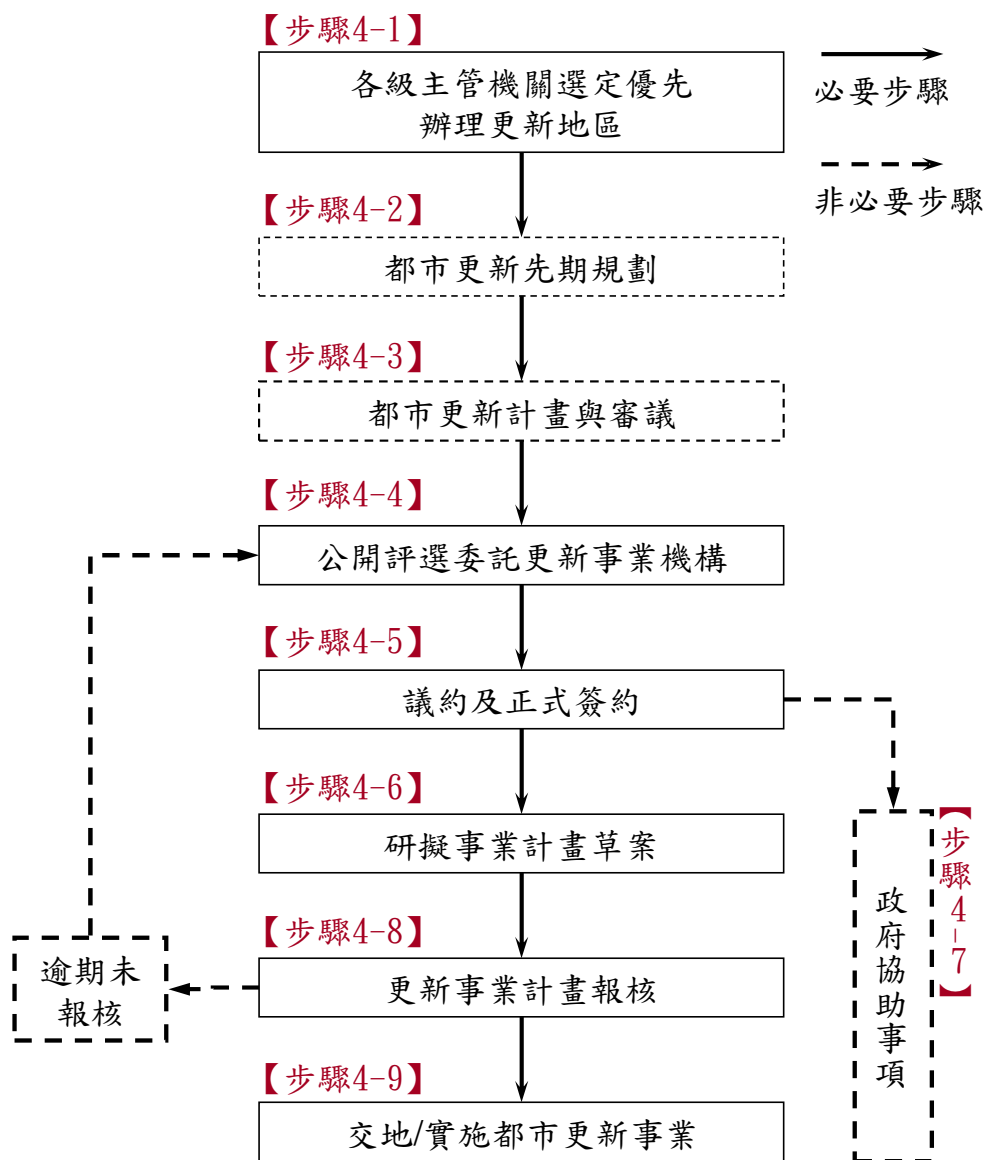 【步驟4-1】
各級主管機關選定優先
辦理更新地區
必要步驟
非必要步驟
【步驟4-2】
都市更新先期規劃
【步驟4-3】
都市更新計畫與審議
【步驟4-4】
公開評選委託更新事業機構
【步驟4-5】
議約及正式簽約
【步驟4-6】
研擬事業計畫草案
【步驟4-7】
政府協助事項
【步驟4-8】
更新事業計畫報核
逾期未
報核
【步驟4-9】
交地/實施都市更新事業